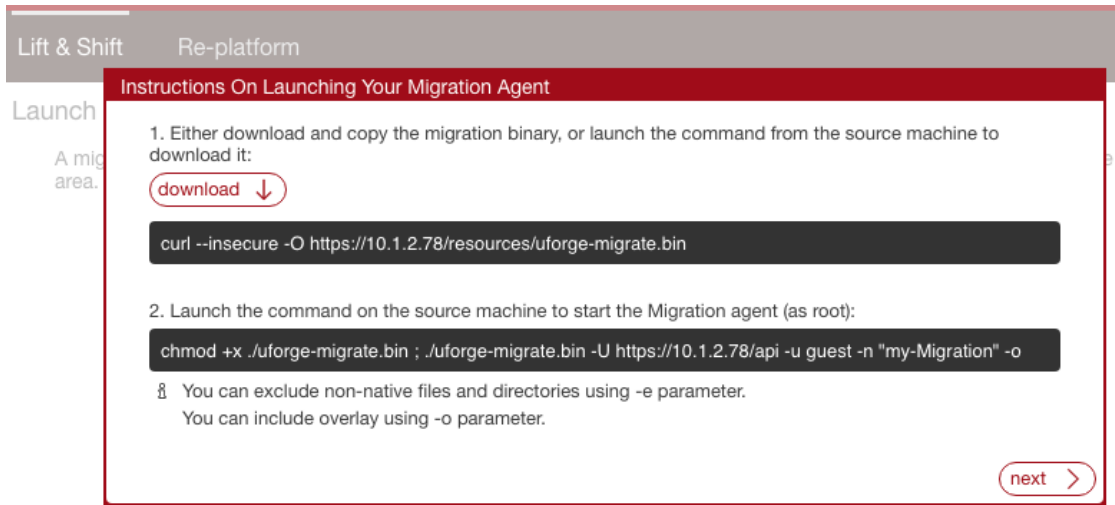 Lift & Shift
Re-platform
Instructions On Launching Your Migration Agent
Launch
1. Either download and copy the migration binary, or launch the command from the source machine to
download it:
A mig
area.
download
curl --insecure -O https://10.1.2.78/resources/uforge-migrate.bin
2. Launch the command on the source machine to start the Migration agent (as root):
chmod +x ./uforge-migrate.bin ; ./uforge-migrate.bin -U https://10.1.2.78/api -u guest -n "my-Migration" -o
You can exclude non-native files and directories using -e parameter.
You can include overlay using -o parameter.
next